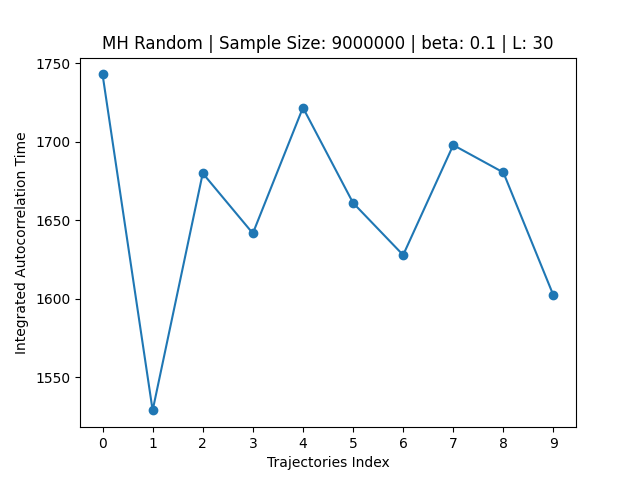 MH Random | Sample Size: 9000000 | beta: 0.1 | L: 30
Integrated Autocorrelation Time
1750
1700
1650
1600
1550
0 1 2 3 4 5 6 7 8 9
Trajectories Index